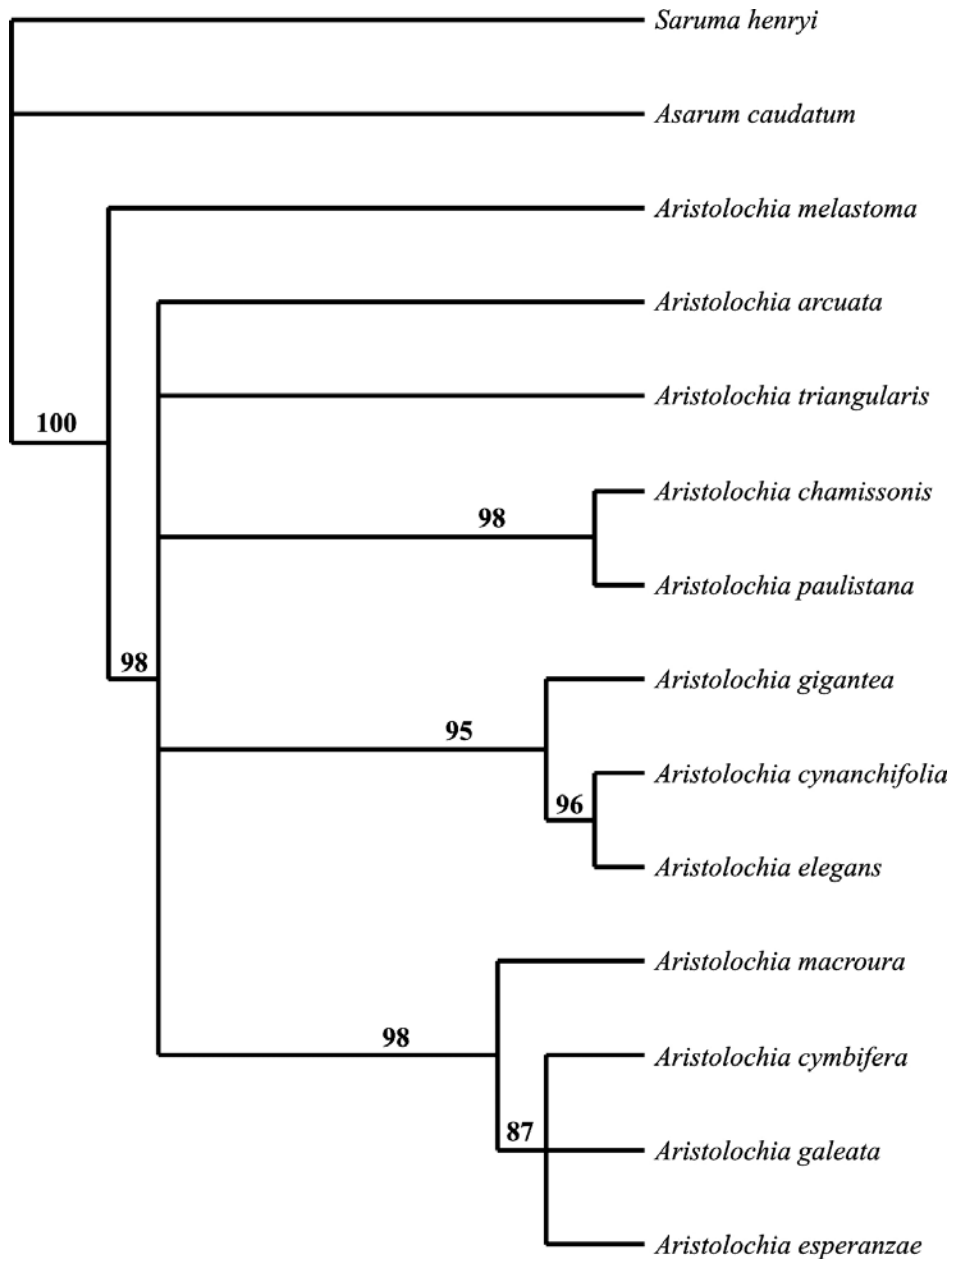 Saruma henryi
Asarum caudatum
Aristolochia melastoma
Aristolochia arcuata
Aristolochia triangularis
100
Aristolochia chamissonis
98
Aristolochia paulistana
98
Aristolochia gigantea
95
Aristolochia cynanchifolia
96
Aristolochia elegans
Aristolochia macroura
98
Aristolochia cymbifera
87
Aristolochia galeata
Aristolochia esperanzae